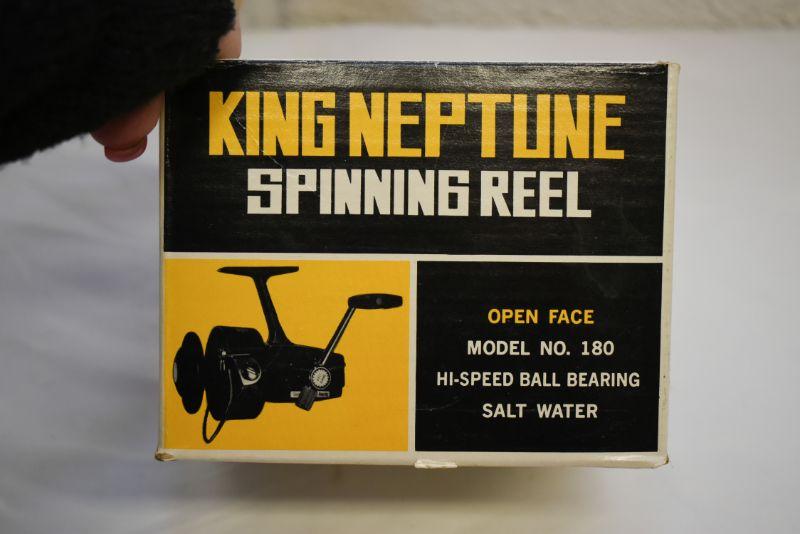 KING NEPTUNE
SPINNING REEL
OPEN FACE
MODEL NO. 180
HI-SPEED BALL BEARING
SALT WATER